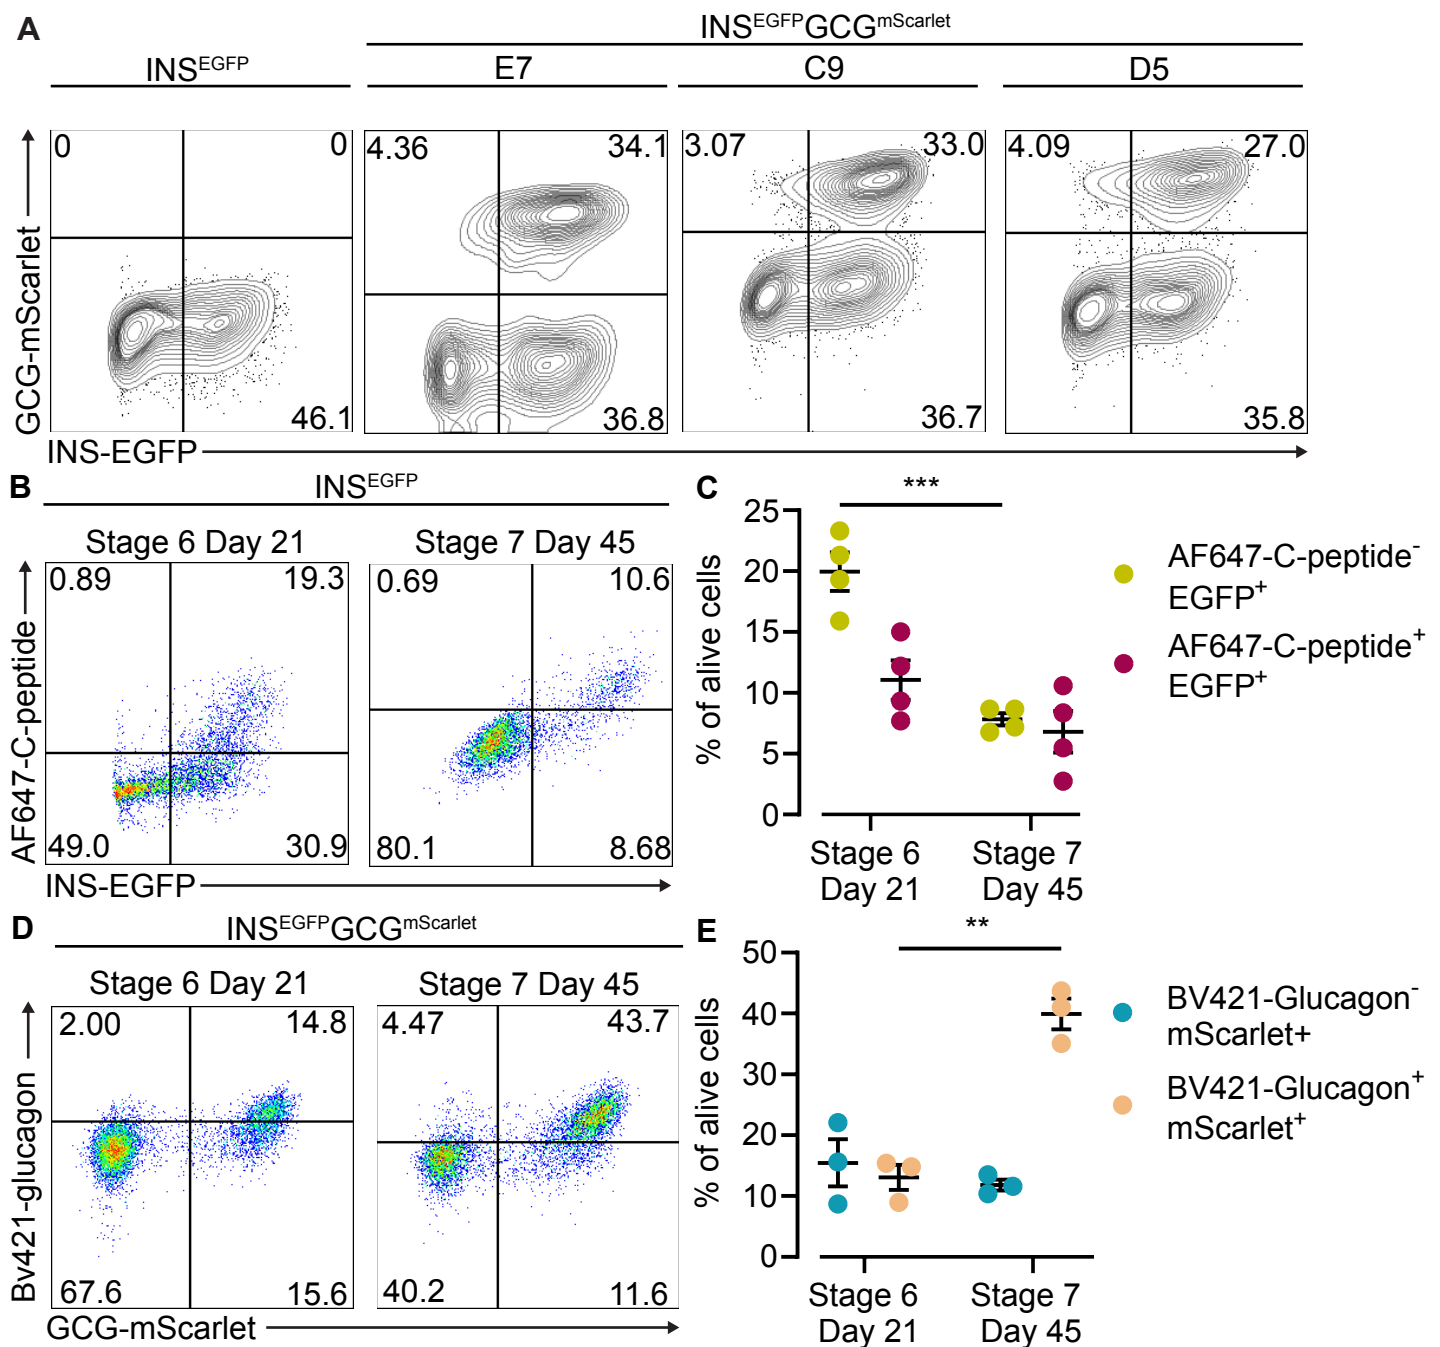 A
INS^EGFP GCG^mScarlet
INS^EGFP
E7
C9
D5
GCG-mScarlet
0 0
46.1
4.36 34.1
36.8
3.07 33.0
36.7
4.09 27.0
35.8
INS-EGFP
B
INS^EGFP
Stage 6 Day 21
Stage 7 Day 45
AF647-C-peptide
0.89 19.3
49.0 30.9
0.69 10.6
80.1 8.68
INS-EGFP
C
***
% of alive cells
25
20
15
10
5
0
Stage 6
Day 21
Stage 7
Day 45
AF647-C-peptide⁻
EGFP⁺
AF647-C-peptide⁺
EGFP⁺
D
INS^EGFP GCG^mScarlet
Stage 6 Day 21
Stage 7 Day 45
Bv421-glucagon
2.00 14.8
67.6 15.6
4.47 43.7
40.2 11.6
GCG-mScarlet
E
**
% of alive cells
50
40
30
20
10
0
Stage 6
Day 21
Stage 7
Day 45
BV421-Glucagon⁻
mScarlet+
BV421-Glucagon⁺
mScarlet⁺